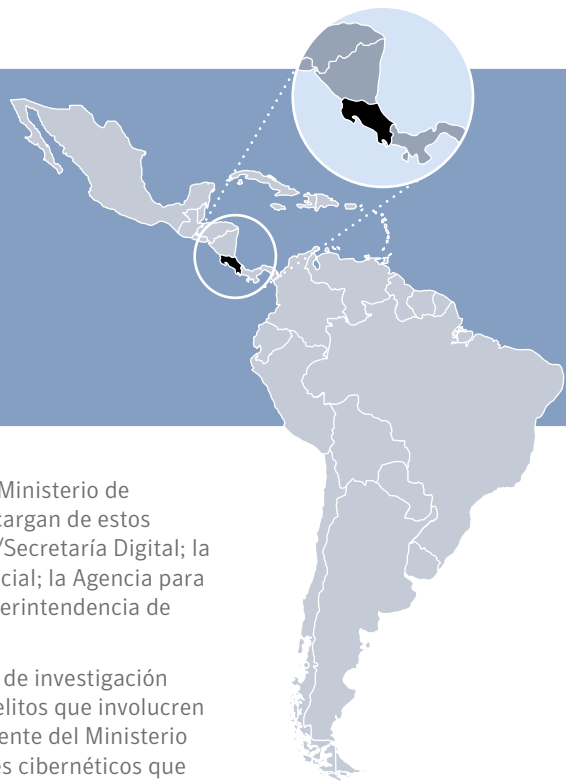 Ministerio de
cargan de estos
/Secretaría Digital; la
cial; la Agencia para
erintendencia de
de investigación
elitos que involucren
ente del Ministerio
es cibernéticos que